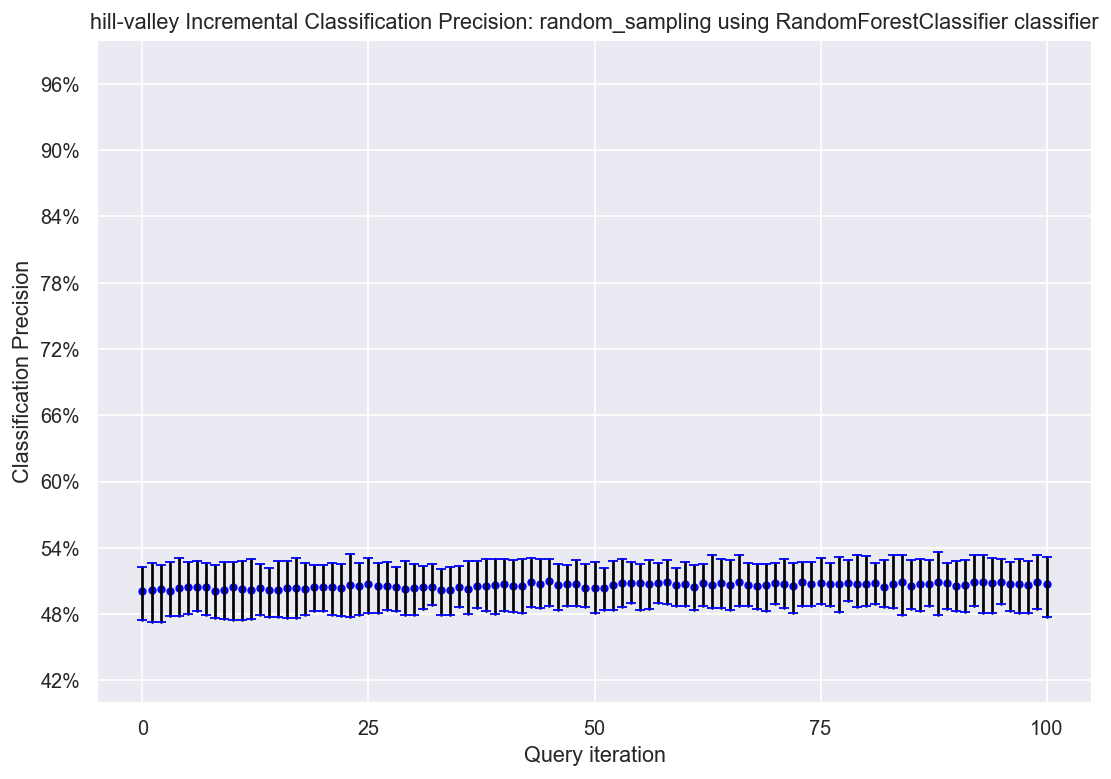 hill-valley Incremental Classification Precision: random_sampling using RandomForestClassifier classifier
96%
90%
84%
78%
72%
66%
60%
54%
48%
42%
Classification Precision
0 25 50 75 100
Query iteration